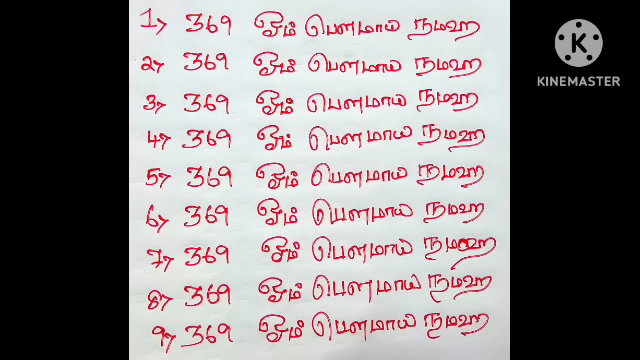 1> 369 ஓம் பௌமாய நமஹ
KINEMASTER
2> 369 ஓம் பௌமாய நமஹ
3> 369 ஓம் பௌமாய நமஹ
4> 369 ஓம் பௌமாய நமஹ
5> 369 ஓம் பௌமாய நமஹ
6> 369 ஓம் பௌமாய நமஹ
7> 369 ஓம் பௌமாய நமஹ
8> 369 ஓம் பௌமாய நமஹ
9> 369 ஓம் பௌமாய நமஹ